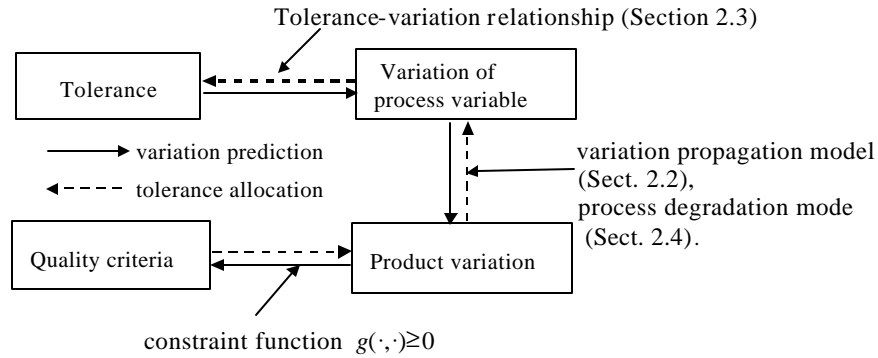 Tolerance-variation relationship (Section 2.3)
Tolerance
Variation of
process variable
variation prediction
tolerance allocation
variation propagation model
(Sect. 2.2),
process degradation mode
(Sect. 2.4).
Quality criteria
Product variation
constraint function g(·,·)≥0